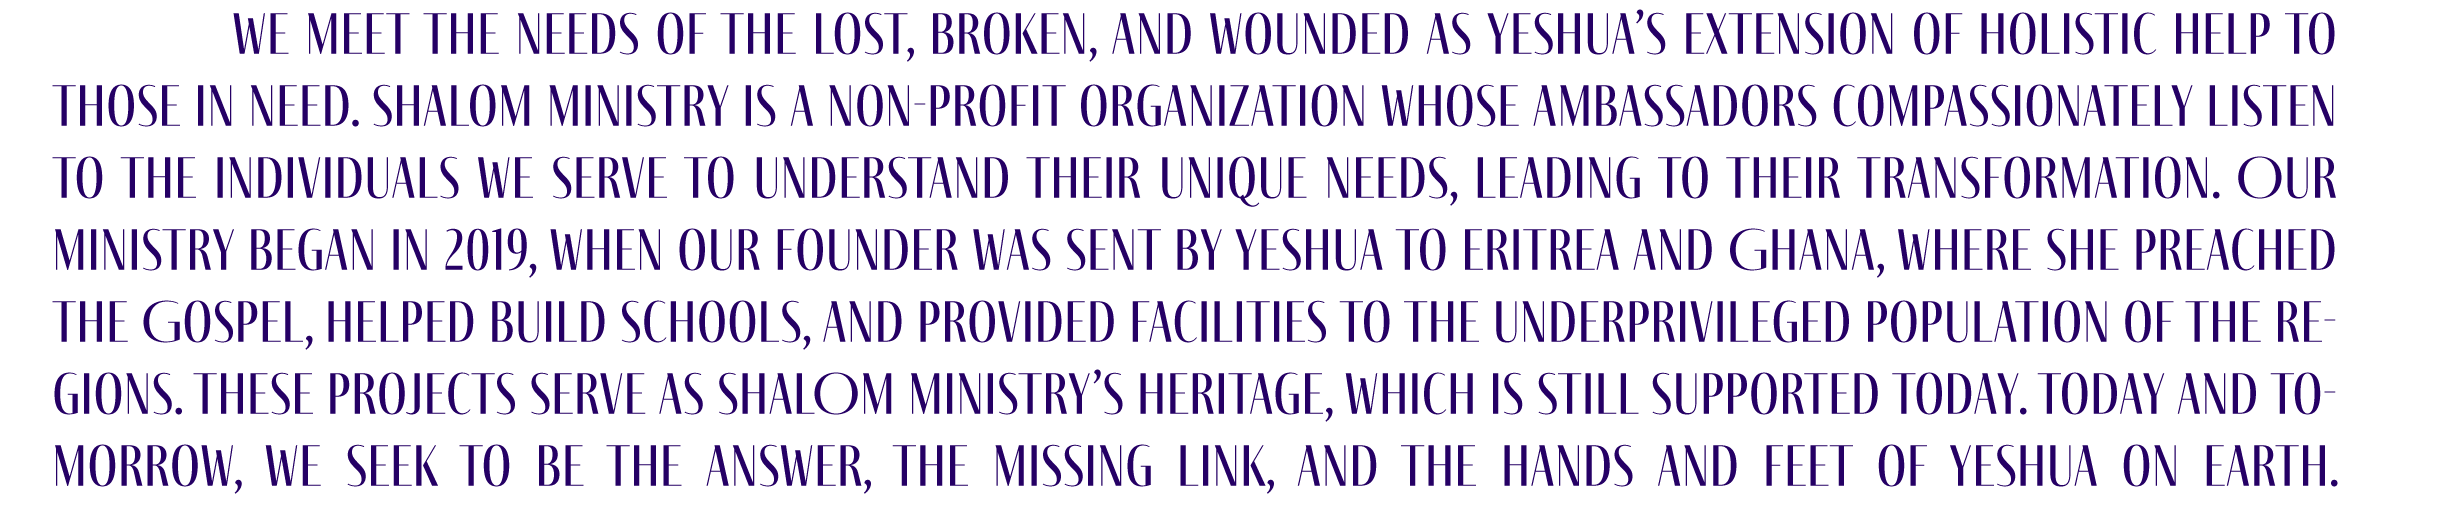 WE MEET THE NEEDS OF THE LOST, BROKEN, AND WOUNDED AS YESHUA’S EXTENSION OF HOLISTIC HELP TO
THOSE IN NEED. SHALOM MINISTRY IS A NON-PROFIT ORGANIZATION WHOSE AMBASSADORS COMPASSIONATELY LISTEN
TO THE INDIVIDUALS WE SERVE TO UNDERSTAND THEIR UNIQUE NEEDS, LEADING TO THEIR TRANSFORMATION. OUR
MINISTRY BEGAN IN 2019, WHEN OUR FOUNDER WAS SENT BY YESHUA TO ERITREA AND GHANA, WHERE SHE PREACHED
THE GOSPEL, HELPED BUILD SCHOOLS, AND PROVIDED FACILITIES TO THE UNDERPRIVILEGED POPULATION OF THE RE-
GIONS. THESE PROJECTS SERVE AS SHALOM MINISTRY’S HERITAGE, WHICH IS STILL SUPPORTED TODAY. TODAY AND TO-
MORROW, WE SEEK TO BE THE ANSWER, THE MISSING LINK, AND THE HANDS AND FEET OF YESHUA ON EARTH.